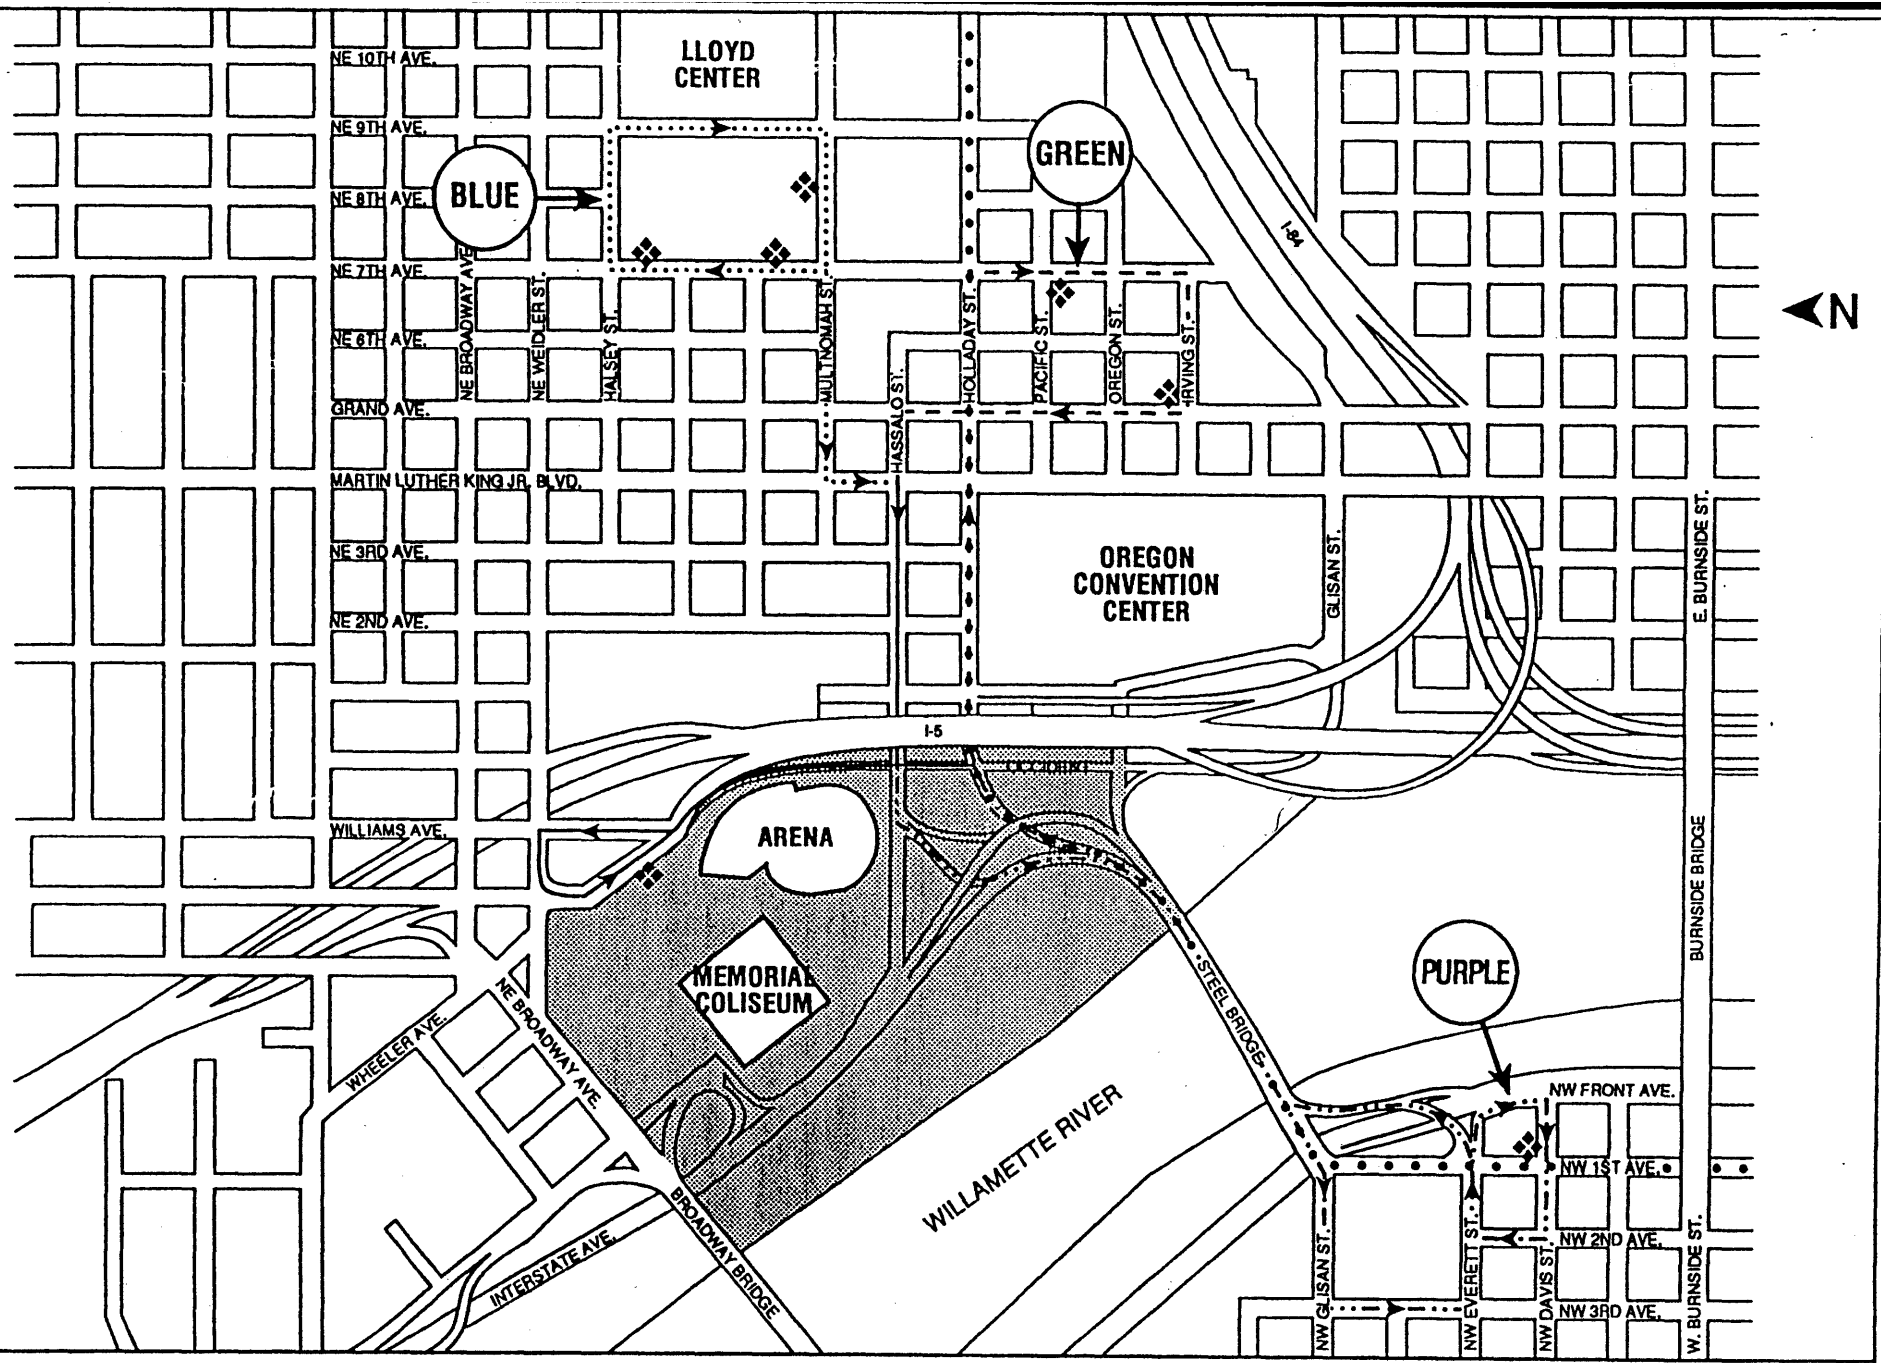 LLOYD
CENTER
NE 10TH AVE.
NE 9TH AVE.
GREEN
BLUE
NE 8TH AVE.
I-84
NE 7TH AVE.
NE BROADWAY AVE
NE WEIDLER ST.
HALSEY ST.
MULTNOMAH ST.
HASSALO ST.
HOLLADAY ST.
PACIFIC ST.
OREGON ST.
IRVING ST.
N
NE 6TH AVE.
GRAND AVE.
MARTIN LUTHER KING JR. BLVD.
NE 3RD AVE.
OREGON
CONVENTION
CENTER
GLISAN ST.
E. BURNSIDE ST.
NE 2ND AVE.
I-5
WILLIAMS AVE.
ARENA
BURNSIDE BRIDGE
MEMORIAL
COLISEUM
PURPLE
STEEL BRIDGE
NE BROADWAY AVE.
WHEELER AVE.
NW FRONT AVE.
WILLAMETTE RIVER
NW 1ST AVE.
INTERSTATE AVE.
BROADWAY BRIDGE
NW 2ND AVE.
NW GLISAN ST.
NW EVERETT ST.
NW DAVIS ST.
W. BURNSIDE ST.
NW 3RD AVE.